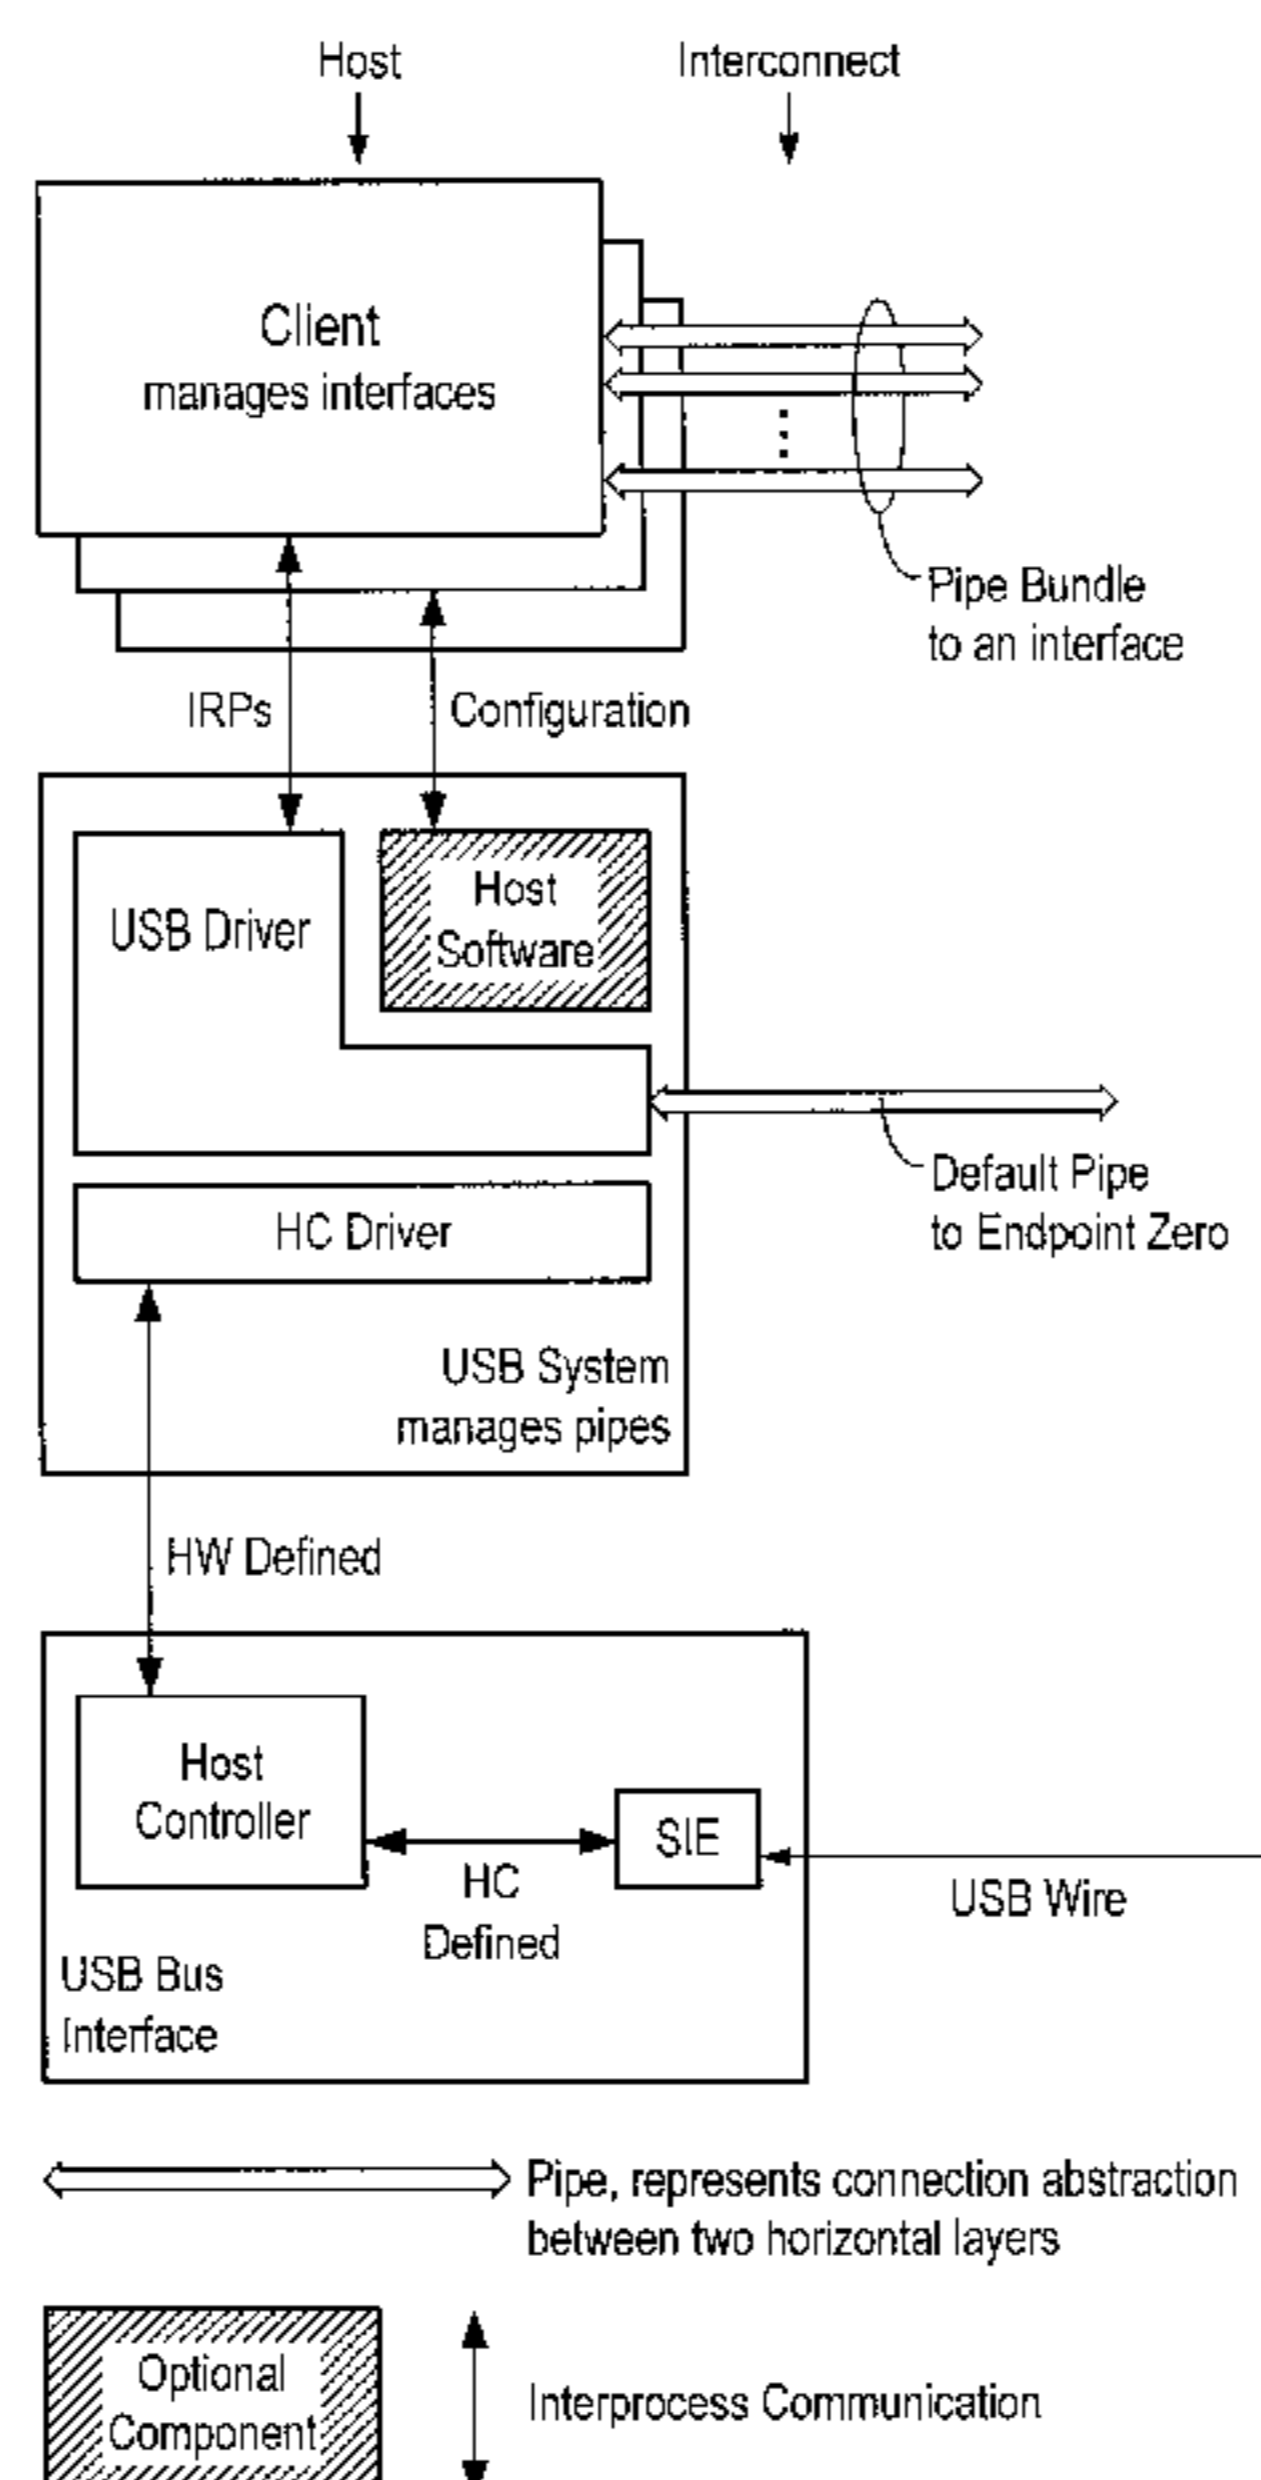 Host
Interconnect
Client
manages interfaces
Pipe Bundle
to an interface
IRPs
Configuration
USB Driver
Host
Software
Default Pipe
to Endpoint Zero
HC Driver
USB System
manages pipes
HW Defined
Host
Controller
SIE
HC
Defined
USB Wire
USB Bus
Interface
Pipe, represents connection abstraction
between two horizontal layers
Optional
Component
Interprocess Communication